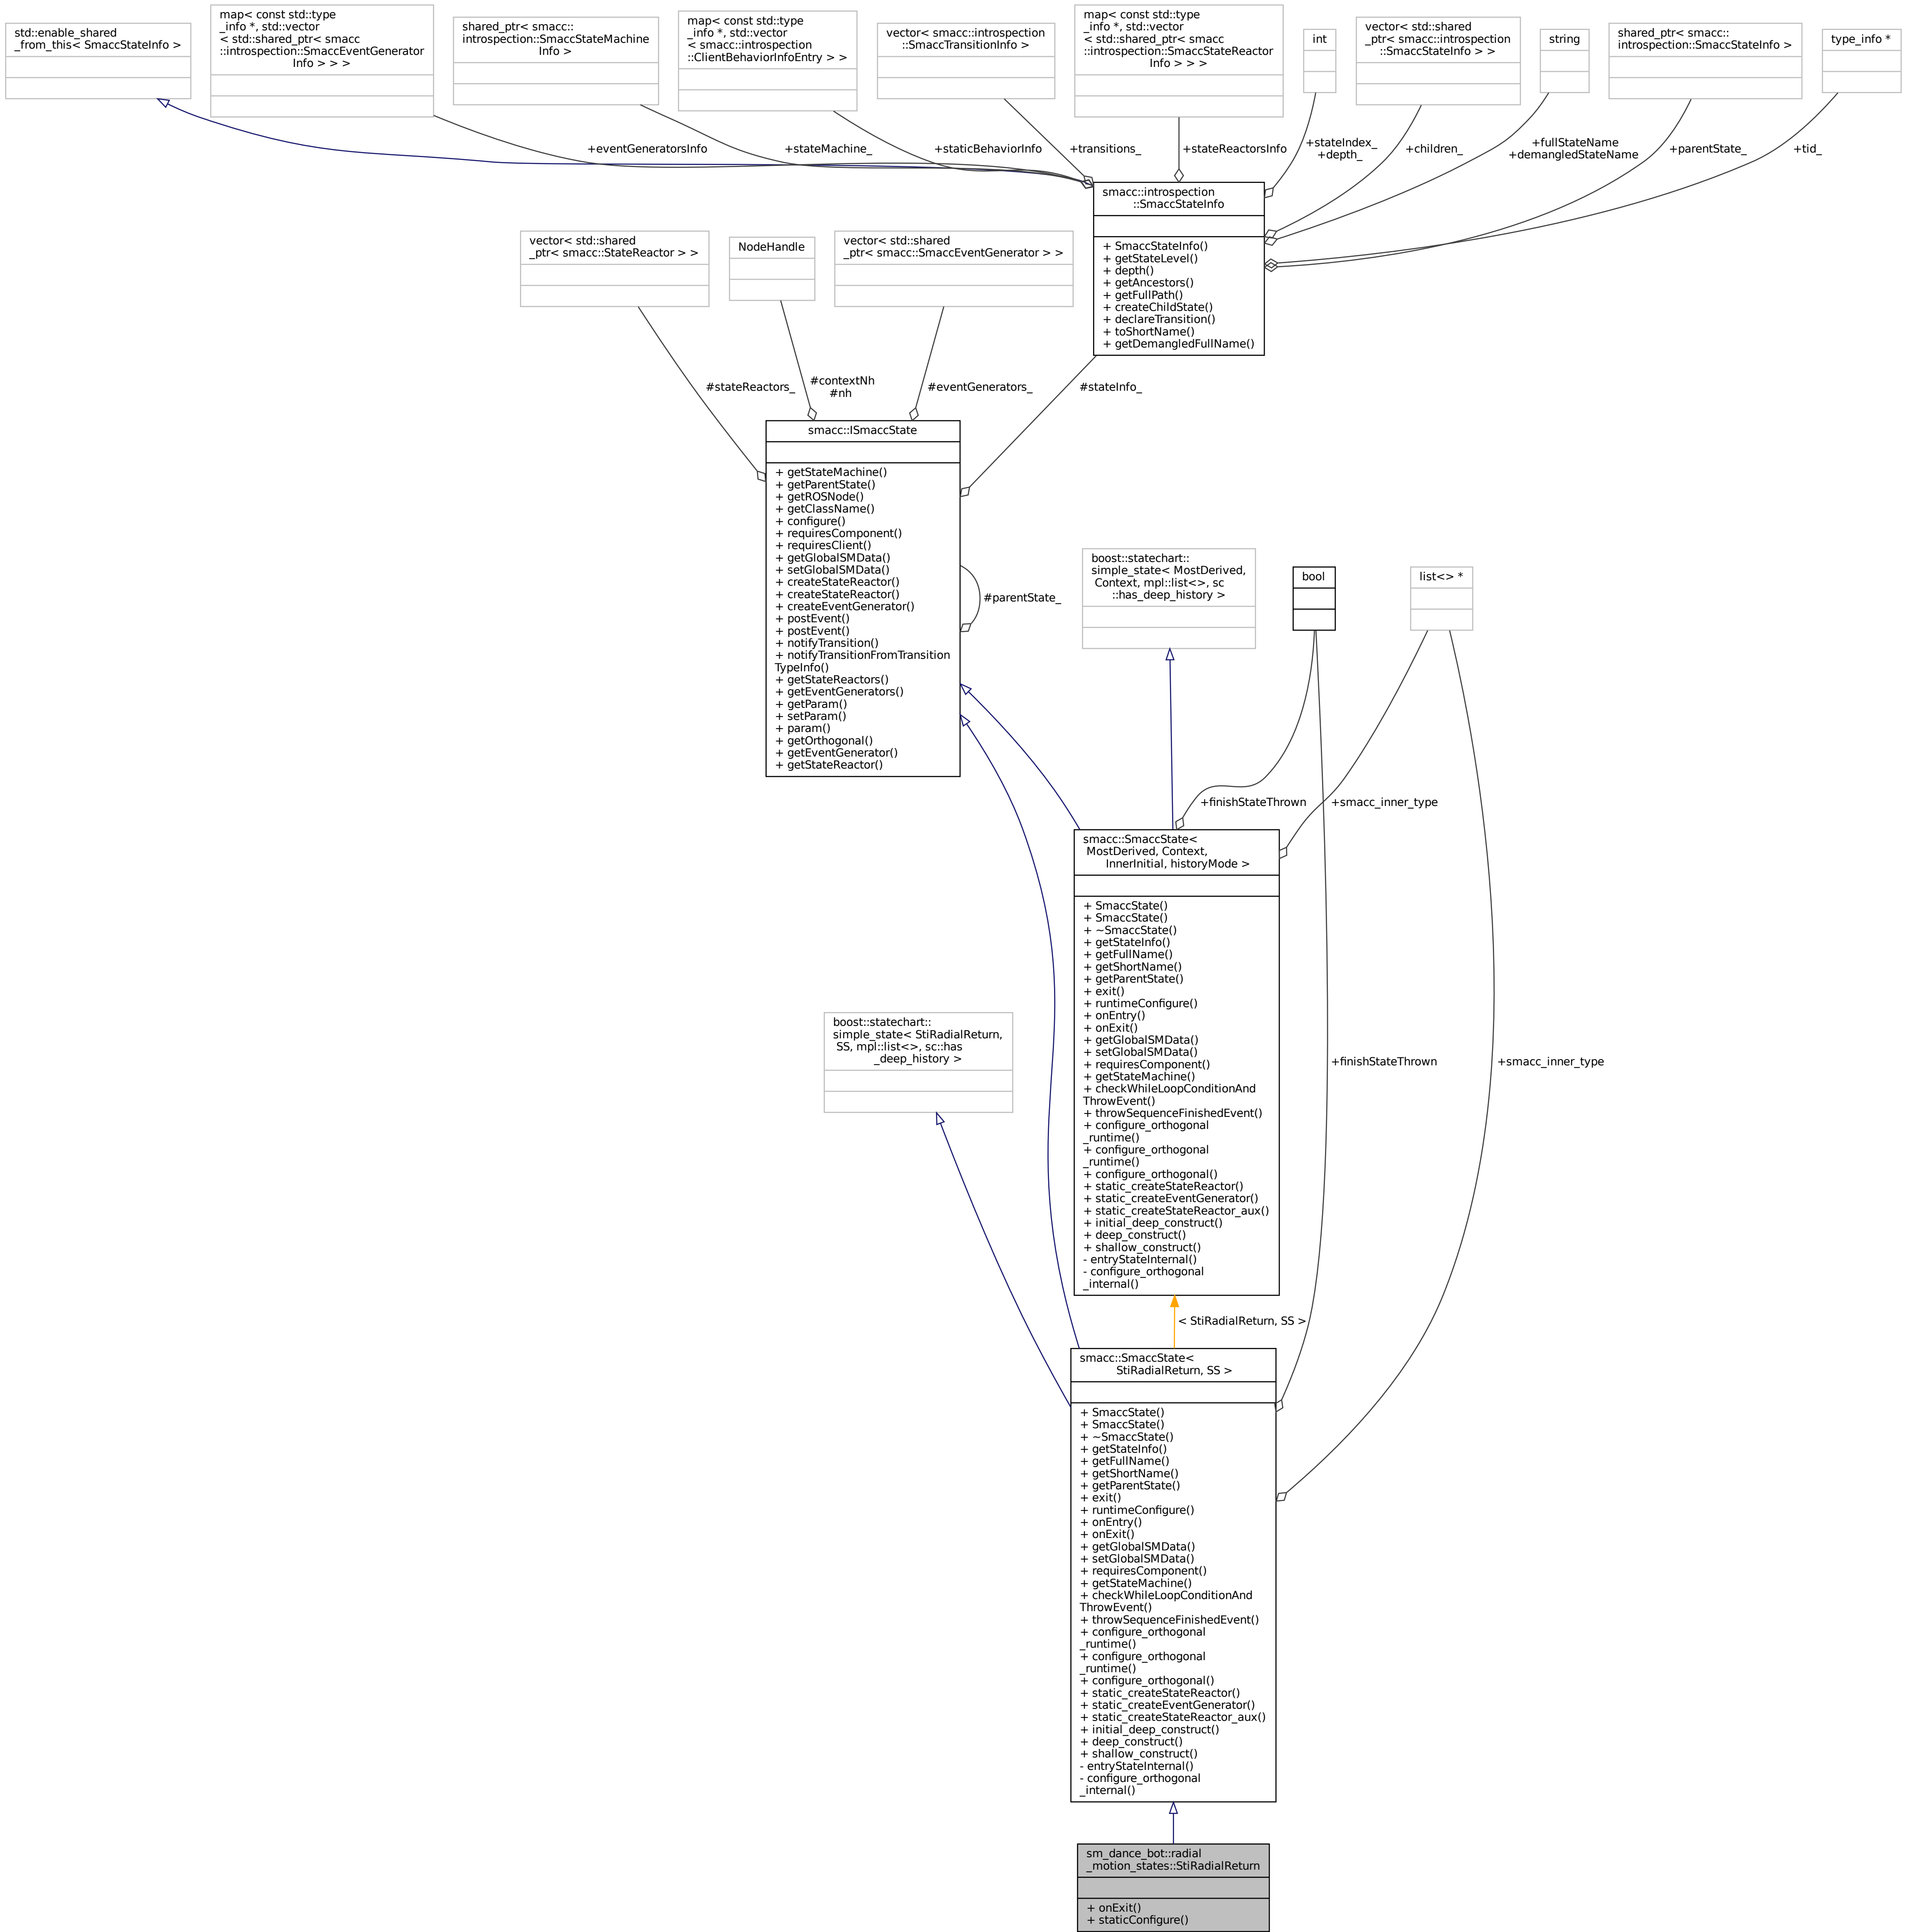 std::enable_shared
_from_this< SmaccStateInfo >
map< const std::type
_info *, std::vector
< std::shared_ptr< smacc
::introspection::SmaccEventGenerator
Info > > >
shared_ptr< smacc::
introspection::SmaccStateMachine
Info >
map< const std::type
_info *, std::vector
< smacc::introspection
::ClientBehaviorInfoEntry > >
vector< smacc::introspection
::SmaccTransitionInfo >
map< const std::type
_info *, std::vector
< std::shared_ptr< smacc
::introspection::SmaccStateReactor
Info > > >
int
vector< std::shared
_ptr< smacc::introspection
::SmaccStateInfo > >
string
shared_ptr< smacc::
introspection::SmaccStateInfo >
type_info *
+eventGeneratorsInfo
+stateMachine_
+staticBehaviorInfo
+transitions_
+stateReactorsInfo
+stateIndex_
+depth_
+children_
+fullStateName
+demangledStateName
+parentState_
+tid_
smacc::introspection
::SmaccStateInfo
+ SmaccStateInfo()
+ getStateLevel()
+ depth()
+ getAncestors()
+ getFullPath()
+ createChildState()
+ declareTransition()
+ toShortName()
+ getDemangledFullName()
vector< std::shared
_ptr< smacc::StateReactor > >
NodeHandle
vector< std::shared
_ptr< smacc::SmaccEventGenerator > >
#stateReactors_
#contextNh
#nh
#eventGenerators_
#stateInfo_
smacc::ISmaccState
+ getStateMachine()
+ getParentState()
+ getROSNode()
+ getClassName()
+ configure()
+ requiresComponent()
+ requiresClient()
+ getGlobalSMData()
+ setGlobalSMData()
+ createStateReactor()
+ createStateReactor()
+ createEventGenerator()
+ postEvent()
+ postEvent()
+ notifyTransition()
+ notifyTransitionFromTransition
TypeInfo()
+ getStateReactors()
+ getEventGenerators()
+ getParam()
+ setParam()
+ param()
+ getOrthogonal()
+ getEventGenerator()
+ getStateReactor()
#parentState_
boost::statechart::
simple_state< MostDerived,
Context, mpl::list<>, sc
::has_deep_history >
bool
list<> *
+finishStateThrown
+smacc_inner_type
smacc::SmaccState<
MostDerived, Context,
InnerInitial, historyMode >
+ SmaccState()
+ SmaccState()
+ ~SmaccState()
+ getStateInfo()
+ getFullName()
+ getShortName()
+ getParentState()
+ exit()
+ runtimeConfigure()
+ onEntry()
+ onExit()
+ getGlobalSMData()
+ setGlobalSMData()
+ requiresComponent()
+ getStateMachine()
+ checkWhileLoopConditionAnd
ThrowEvent()
+ throwSequenceFinishedEvent()
+ configure_orthogonal
_runtime()
+ configure_orthogonal
_runtime()
+ configure_orthogonal()
+ static_createStateReactor()
+ static_createEventGenerator()
+ static_createStateReactor_aux()
+ initial_deep_construct()
+ deep_construct()
+ shallow_construct()
- entryStateInternal()
- configure_orthogonal
_internal()
boost::statechart::
simple_state< StiRadialReturn,
SS, mpl::list<>, sc::has
_deep_history >
+finishStateThrown
+smacc_inner_type
< StiRadialReturn, SS >
smacc::SmaccState<
StiRadialReturn, SS >
+ SmaccState()
+ SmaccState()
+ ~SmaccState()
+ getStateInfo()
+ getFullName()
+ getShortName()
+ getParentState()
+ exit()
+ runtimeConfigure()
+ onEntry()
+ onExit()
+ getGlobalSMData()
+ setGlobalSMData()
+ requiresComponent()
+ getStateMachine()
+ checkWhileLoopConditionAnd
ThrowEvent()
+ throwSequenceFinishedEvent()
+ configure_orthogonal
_runtime()
+ configure_orthogonal
_runtime()
+ configure_orthogonal()
+ static_createStateReactor()
+ static_createEventGenerator()
+ static_createStateReactor_aux()
+ initial_deep_construct()
+ deep_construct()
+ shallow_construct()
- entryStateInternal()
- configure_orthogonal
_internal()
sm_dance_bot::radial
_motion_states::StiRadialReturn
+ onExit()
+ staticConfigure()